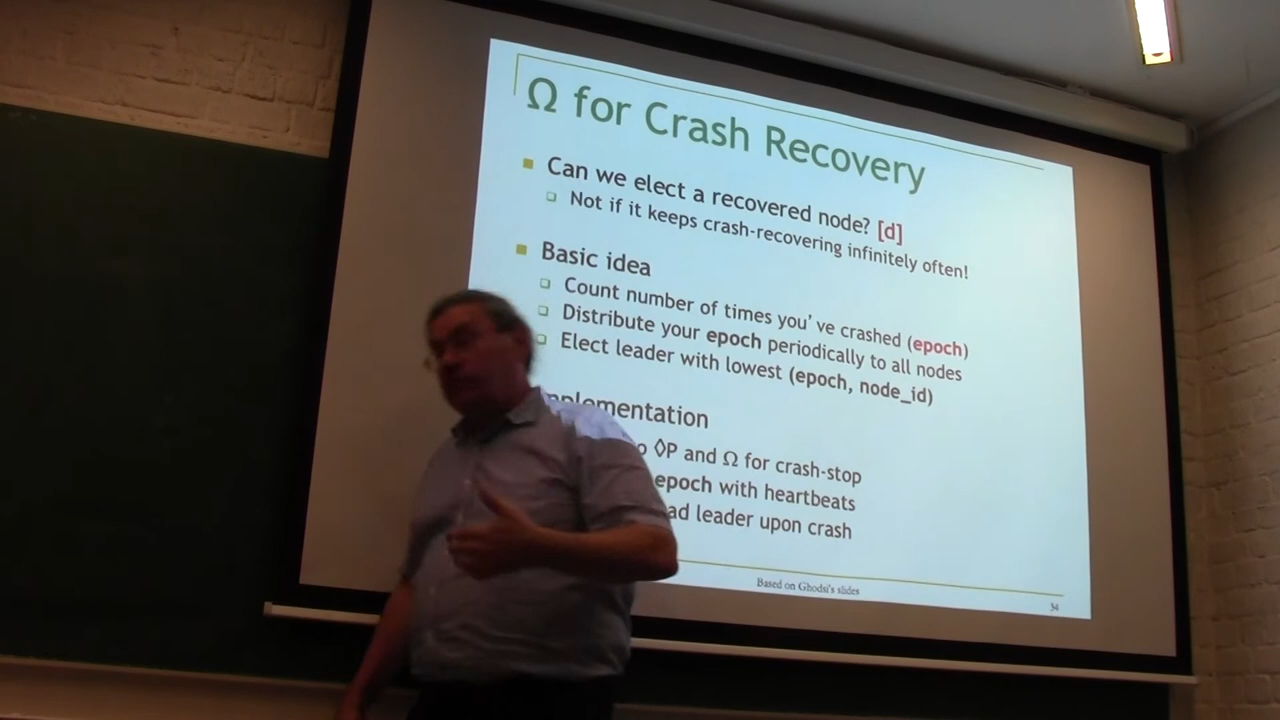 Ω for Crash Recovery
Can we elect a recovered node? [d]
Not if it keeps crash-recovering infinitely often!
Basic idea
Count number of times you've crashed (epoch)
Distribute your epoch periodically to all nodes
Elect leader with lowest (epoch, node_id)
mplementation
o ◊P and Ω for crash-stop
epoch with heartbeats
ad leader upon crash
Based on Ghodsi's slides
34